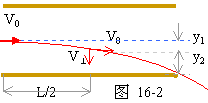 V₀
V₀
y₁
V⊥
y₂
L/2
图 16-2